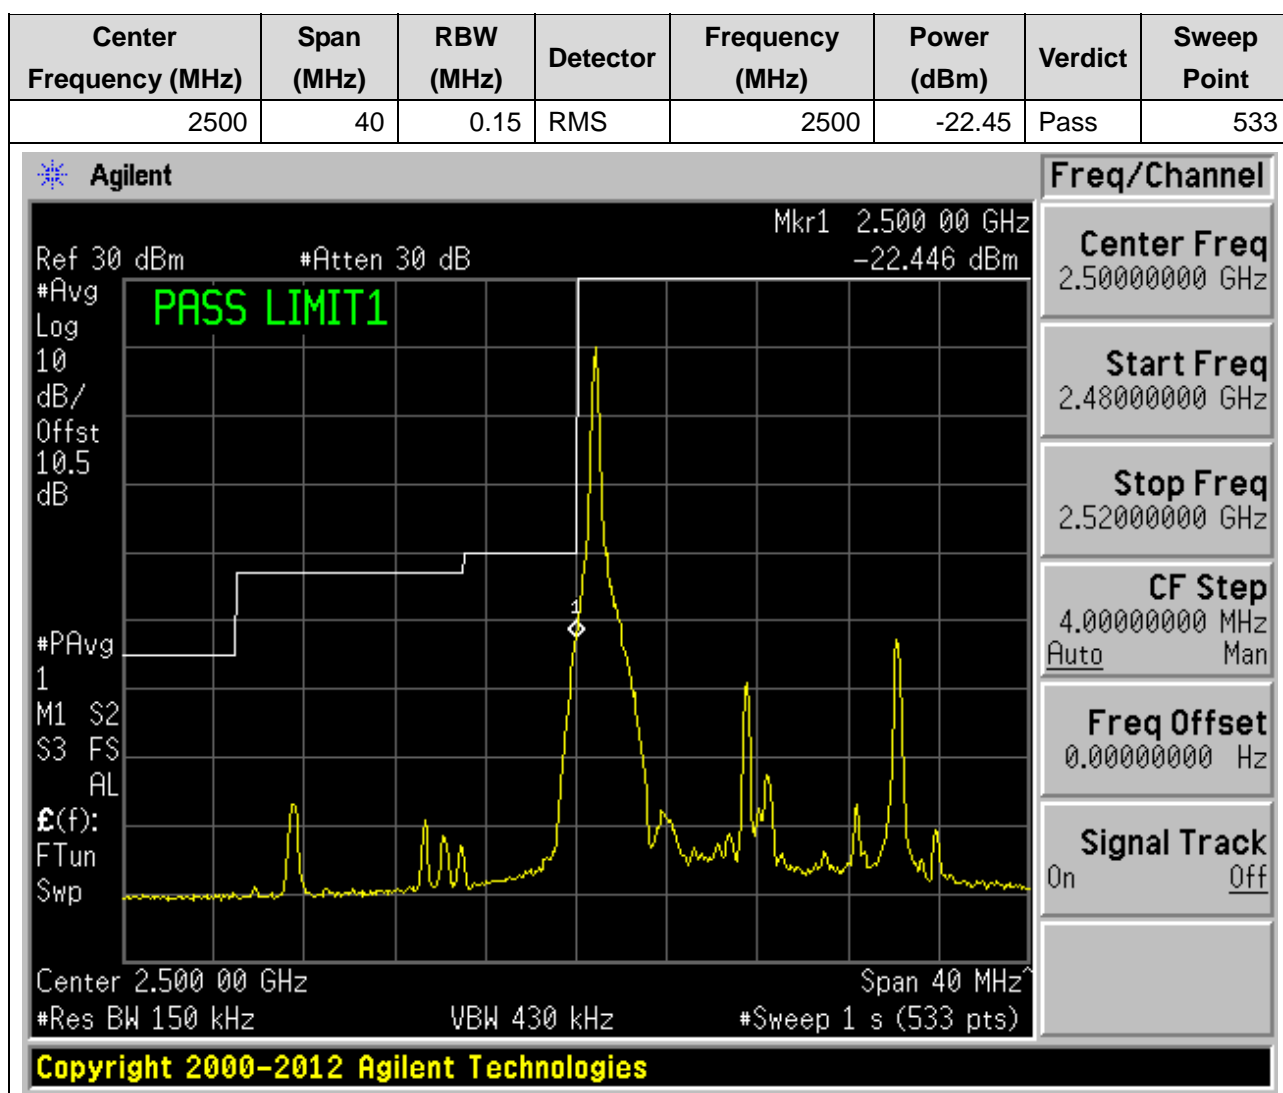 Center Frequency (MHz) Span (MHz) RBW (MHz) Detector Frequency (MHz) Power (dBm) Verdict Sweep Point
2500 40 0.15 RMS 2500 -22.45 Pass 533
Agilent
Freq/Channel
Mkr1 2.500 00 GHz
Ref 30 dBm #Atten 30 dB -22.446 dBm
#Avg
Log
10
dB/
Offst
10.5
dB
PASS LIMIT1
1
#PAvg
1
M1 S2
S3 FS
AL
£(f):
FTun
Swp
Center 2.500 00 GHz Span 40 MHz^
#Res BW 150 kHz VBW 430 kHz #Sweep 1 s (533 pts)
Center Freq
2.50000000 GHz
Start Freq
2.48000000 GHz
Stop Freq
2.52000000 GHz
CF Step
4.00000000 MHz
Auto Man
Freq Offset
0.00000000 Hz
Signal Track
On Off
Copyright 2000-2012 Agilent Technologies